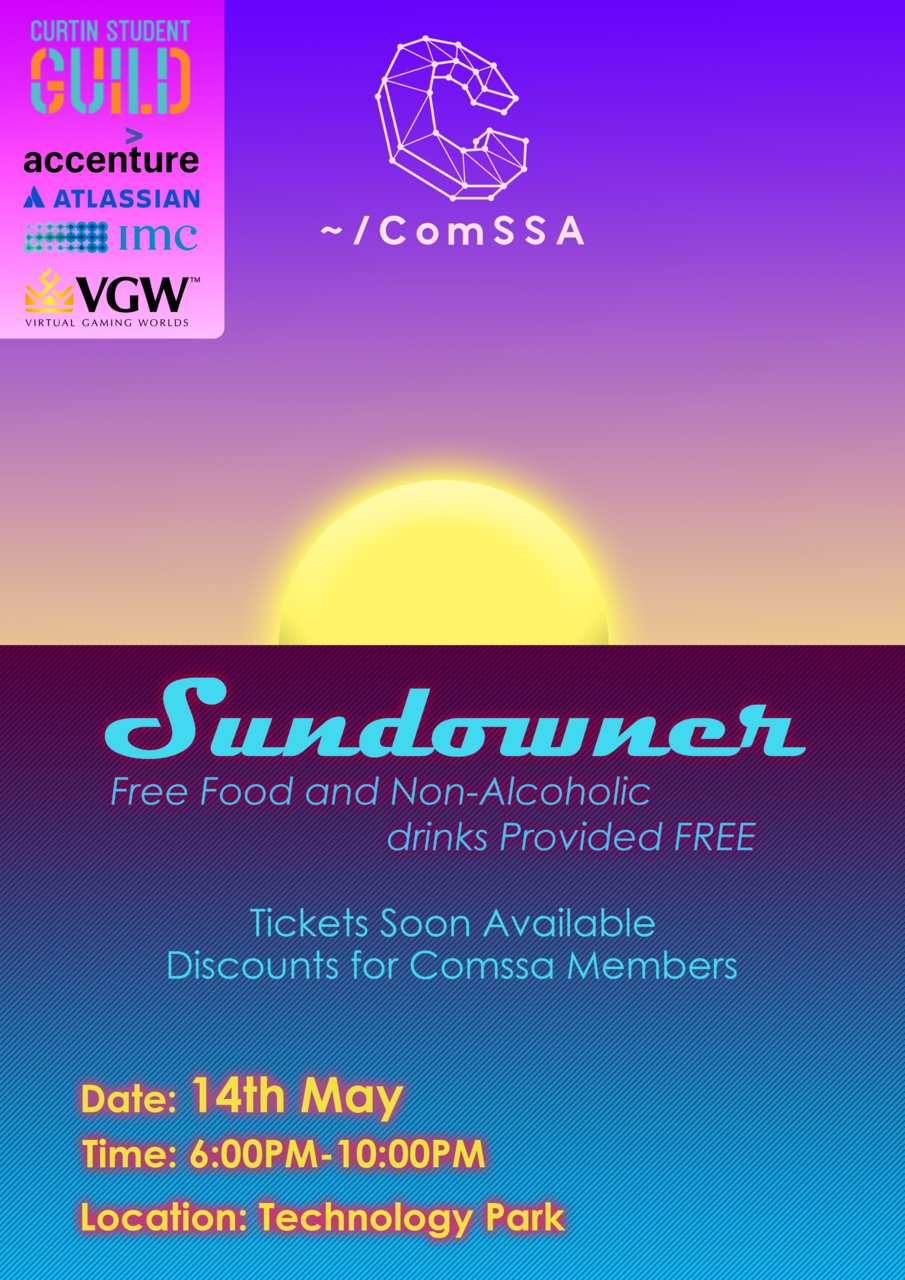 CURTIN STUDENT
GUILD
>
accenture
ATLASSIAN
imc
VGW™
VIRTUAL GAMING WORLDS
~/ComSSA
Sundowner
Free Food and Non-Alcoholic
drinks Provided FREE
Tickets Soon Available
Discounts for Comssa Members
Date: 14th May
Time: 6:00PM-10:00PM
Location: Technology Park